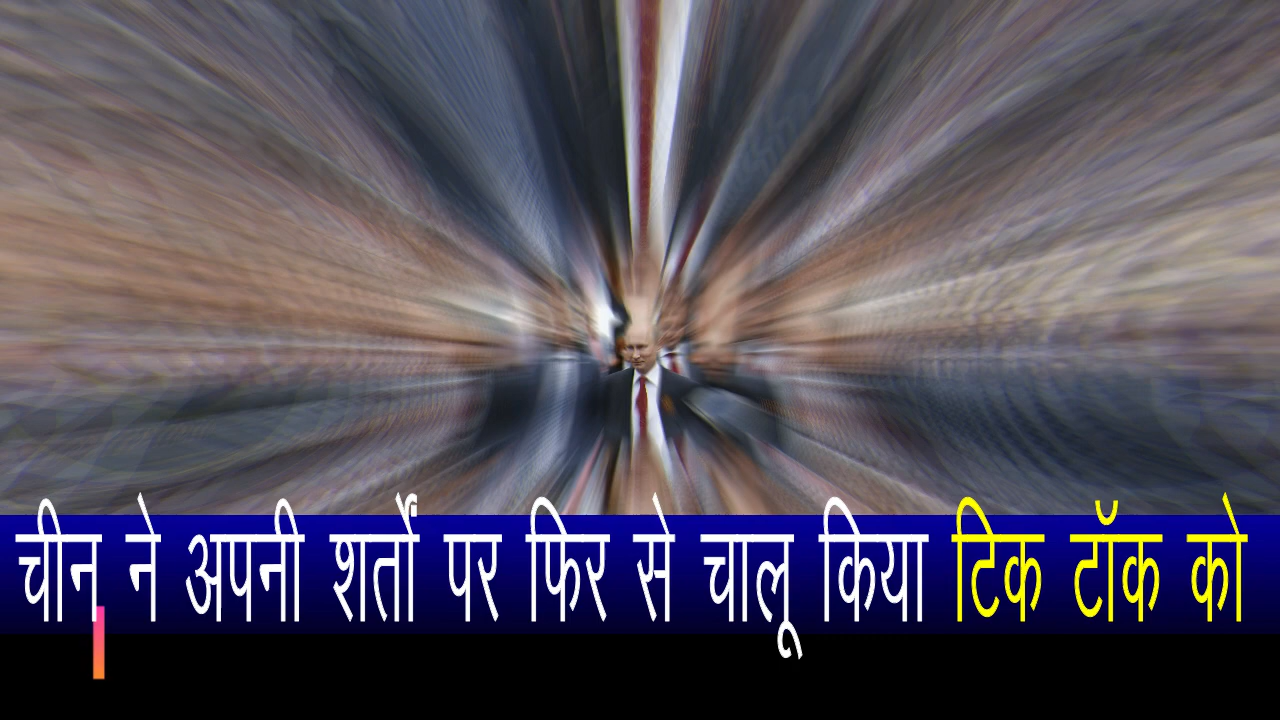 चीन ने अपनी शर्तों पर फिर से चालू किया टिक टॉक को